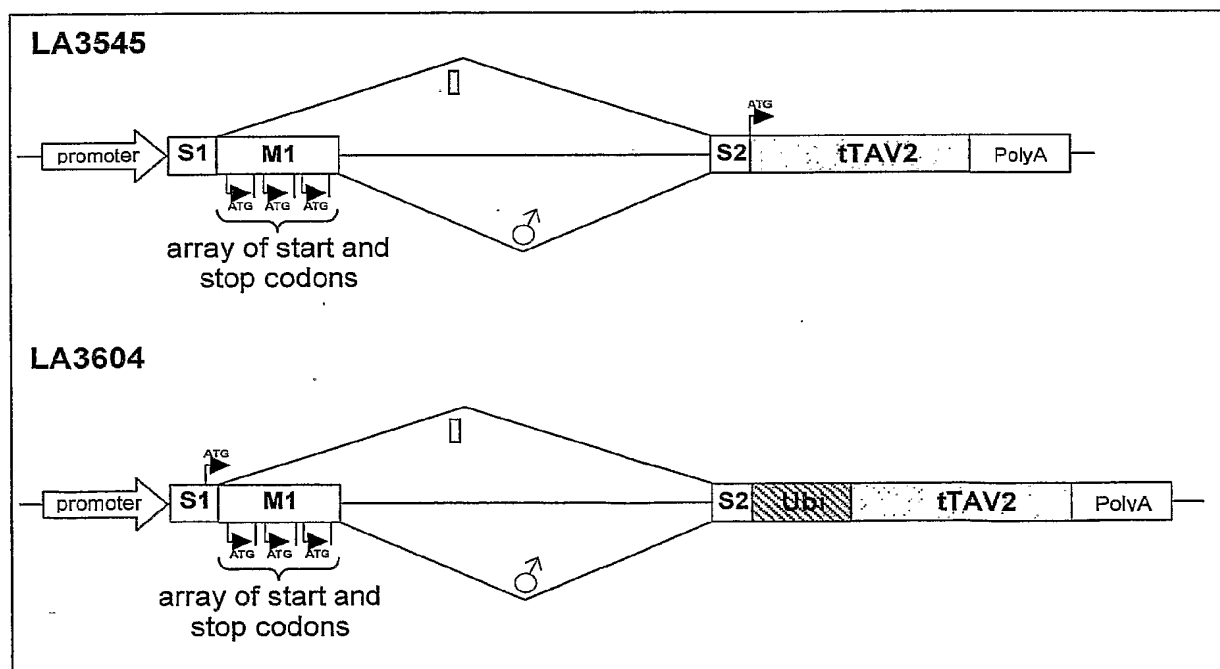 LA3545
ATG
promoter S1 M1 S2 tTAV2 PolyA
ATG ATG ATG
♂
array of start and
stop codons
LA3604
ATG
promoter S1 M1 S2 Ubi tTAV2 PolyA
ATG ATG ATG
♂
array of start and
stop codons